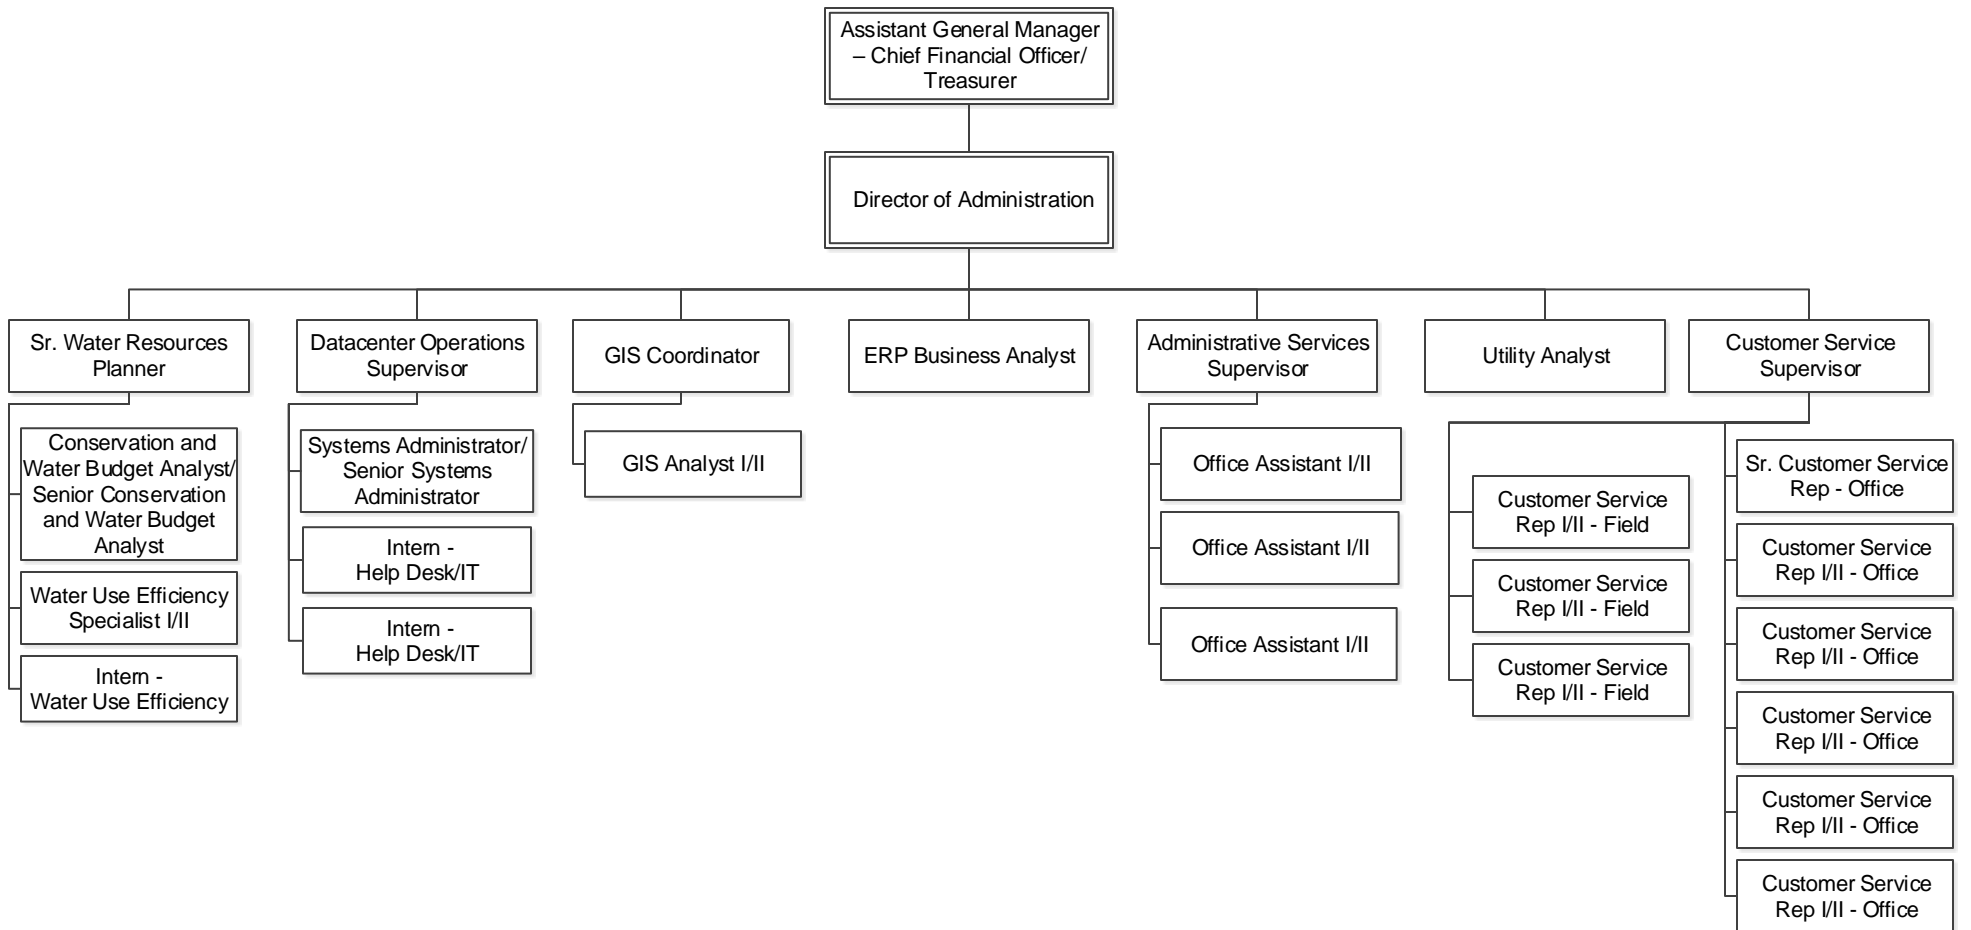 Assistant General Manager
– Chief Financial Officer/
Treasurer
Director of Administration
Sr. Water Resources
Planner
Datacenter Operations
Supervisor
GIS Coordinator
ERP Business Analyst
Administrative Services
Supervisor
Utility Analyst
Customer Service
Supervisor
Conservation and
Water Budget Analyst/
Senior Conservation
and Water Budget
Analyst
Water Use Efficiency
Specialist I/II
Intern -
Water Use Efficiency
Systems Administrator/
Senior Systems
Administrator
Intern -
Help Desk/IT
Intern -
Help Desk/IT
GIS Analyst I/II
Office Assistant I/II
Office Assistant I/II
Office Assistant I/II
Customer Service
Rep I/II - Field
Customer Service
Rep I/II - Field
Customer Service
Rep I/II - Field
Sr. Customer Service
Rep - Office
Customer Service
Rep I/II - Office
Customer Service
Rep I/II - Office
Customer Service
Rep I/II - Office
Customer Service
Rep I/II - Office
Customer Service
Rep I/II - Office